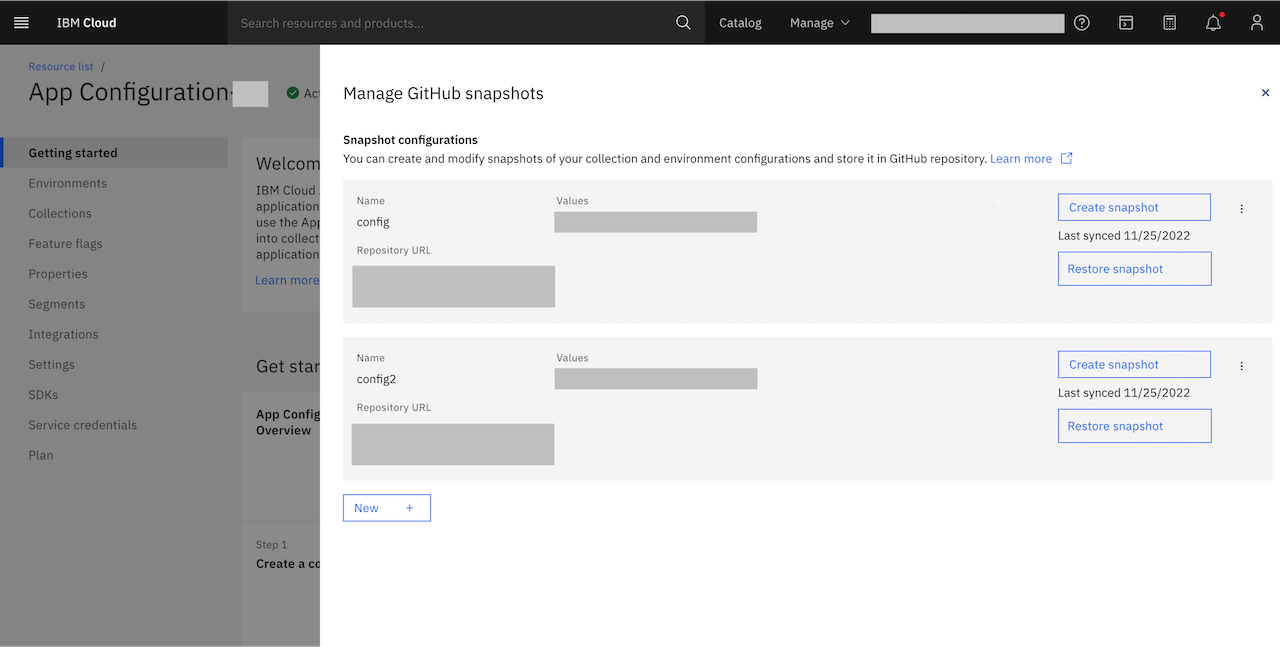 IBM Cloud
Search resources and products...
Catalog
Manage
Resource list /
App Configuration-
Getting started
Environments
Collections
Feature flags
Properties
Segments
Integrations
Settings
SDKs
Service credentials
Plan
Welcom
IBM Cloud
application
use the App
into collect
application
Learn more
Get star
App Config
Overview
Step 1
Create a co
Manage GitHub snapshots
Snapshot configurations
You can create and modify snapshots of your collection and environment configurations and store it in GitHub repository. Learn more
Name
config
Values
Repository URL
Create snapshot
Last synced 11/25/2022
Restore snapshot
Name
config2
Values
Repository URL
Create snapshot
Last synced 11/25/2022
Restore snapshot
New +